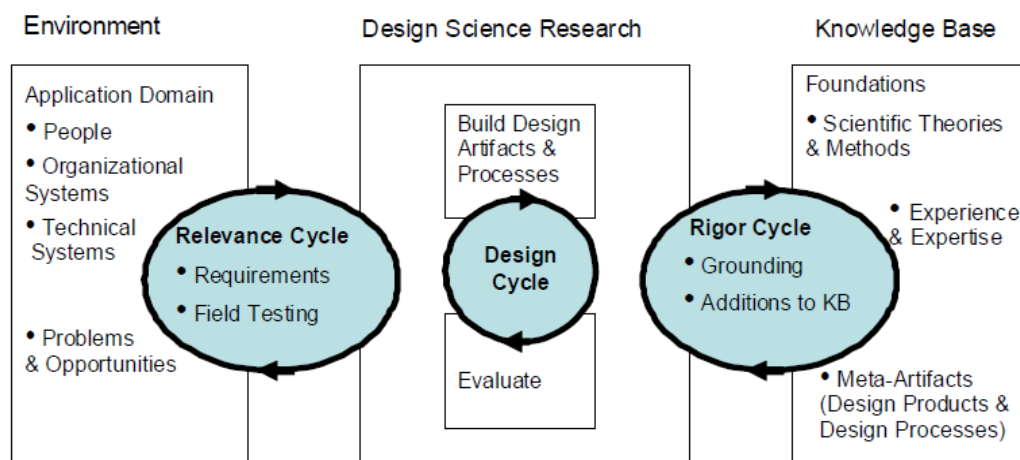 Environment
Design Science Research
Knowledge Base
Application Domain
• People
• Organizational
Systems
• Technical
Systems
• Problems
& Opportunities
Relevance Cycle
• Requirements
• Field Testing
Build Design
Artifacts &
Processes
Design
Cycle
Evaluate
Rigor Cycle
• Grounding
• Additions to KB
Foundations
• Scientific Theories
& Methods
• Experience
& Expertise
• Meta-Artifacts
(Design Products &
Design Processes)